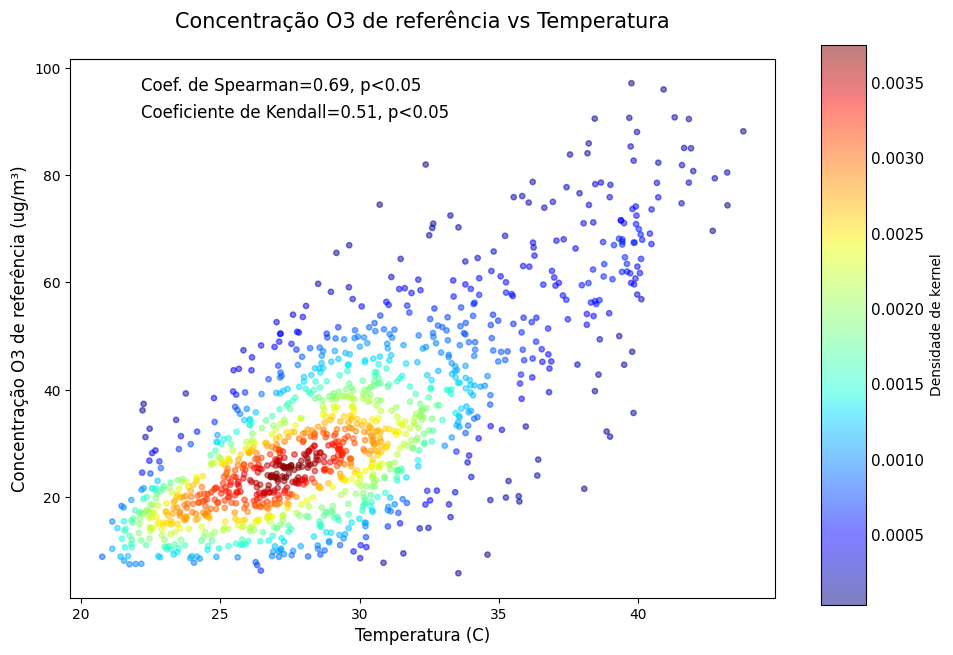 Concentração O3 de referência vs Temperatura
Coef. de Spearman=0.69, p<0.05
Coeficiente de Kendall=0.51, p<0.05
Concentração O3 de referência (ug/m³)
100
80
60
40
20
20
25
30
35
40
Temperatura (C)
0.0035
0.0030
0.0025
0.0020
0.0015
0.0010
0.0005
Densidade de kernel